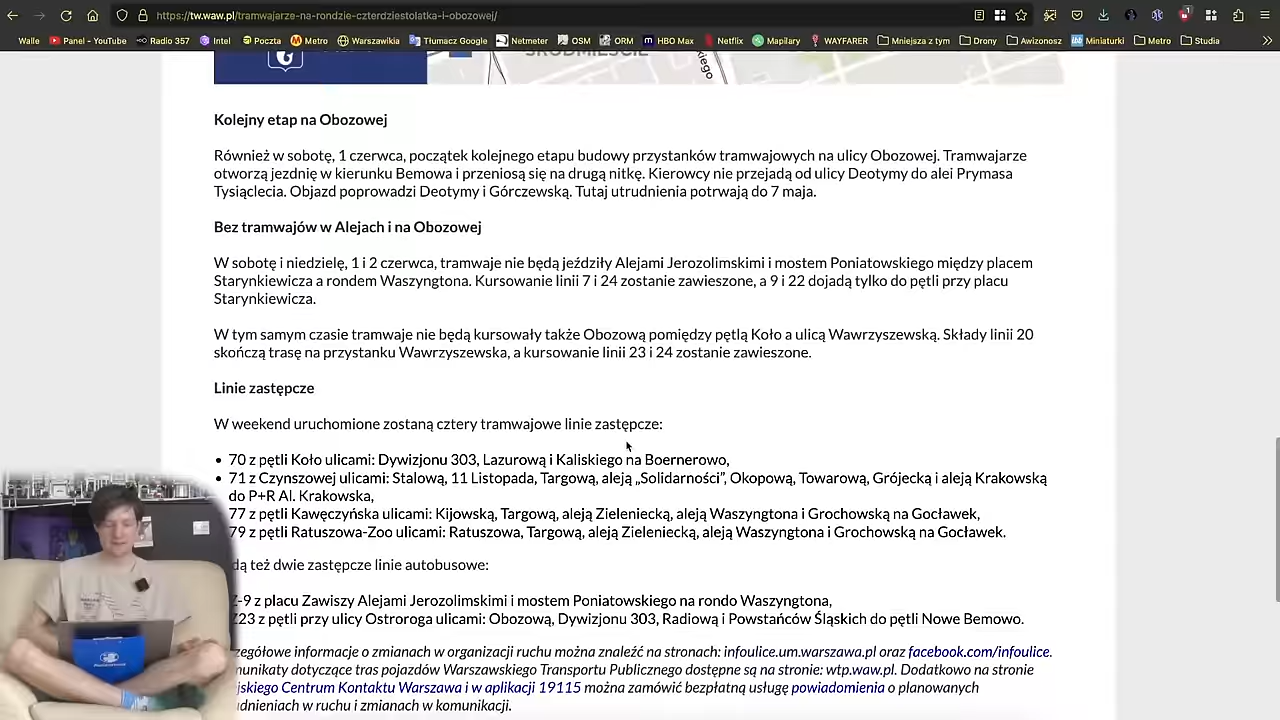 https://tw.waw.pl/tramwajarze-na-rondzie-czterdziestolatka-i-obozowej/
Walle Panel - YouTube Radio 357 Intel Poczta Metro Warszawikia Tłumacz Google Netmeter OSM ORM HBO Max Netflix Mapilary WAYFARER Mniejsza z tym Drony Awizonosz Miniaturki Metro Studia
ŚRÓDMIEŚCIE
kiego
Kolejny etap na Obozowej
Również w sobotę, 1 czerwca, początek kolejnego etapu budowy przystanków tramwajowych na ulicy Obozowej. Tramwajarze
otworzą jezdnię w kierunku Bemowa i przeniosą się na drugą nitkę. Kierowcy nie przejadą od ulicy Deotymy do alei Prymasa
Tysiąclecia. Objazd poprowadzi Deotymy i Górczewską. Tutaj utrudnienia potrwają do 7 maja.
Bez tramwajów w Alejach i na Obozowej
W sobotę i niedzielę, 1 i 2 czerwca, tramwaje nie będą jeździły Alejami Jerozolimskimi i mostem Poniatowskiego między placem
Starynkiewicza a rondem Waszyngtona. Kursowanie linii 7 i 24 zostanie zawieszone, a 9 i 22 dojadą tylko do pętli przy placu
Starynkiewicza.
W tym samym czasie tramwaje nie będą kursowały także Obozową pomiędzy pętlą Koło a ulicą Wawrzyszewską. Składy linii 20
skończą trasę na przystanku Wawrzyszewska, a kursowanie linii 23 i 24 zostanie zawieszone.
Linie zastępcze
W weekend uruchomione zostaną cztery tramwajowe linie zastępcze:
• 70 z pętli Koło ulicami: Dywizjonu 303, Lazurową i Kaliskiego na Boernerowo,
• 71 z Czynszowej ulicami: Stalową, 11 Listopada, Targową, aleją „Solidarności”, Okopową, Towarową, Grójecką i aleją Krakowską
do P+R Al. Krakowska,
77 z pętli Kawęczyńska ulicami: Kijowską, Targową, aleją Zieleniecką, aleją Waszyngtona i Grochowską na Gocławek,
79 z pętli Ratuszowa-Zoo ulicami: Ratuszowa, Targową, aleją Zieleniecką, aleją Waszyngtona i Grochowską na Gocławek.
dą też dwie zastępcze linie autobusowe:
Z-9 z placu Zawiszy Alejami Jerozolimskimi i mostem Poniatowskiego na rondo Waszyngtona,
Z23 z pętli przy ulicy Ostroroga ulicami: Obozową, Dywizjonu 303, Radiową i Powstańców Śląskich do pętli Nowe Bemowo.
zegółowe informacje o zmianach w organizacji ruchu można znaleźć na stronach: infoulice.um.warszawa.pl oraz facebook.com/infoulice.
munikaty dotyczące tras pojazdów Warszawskiego Transportu Publicznego dostępne są na stronie: wtp.waw.pl. Dodatkowo na stronie
jskiego Centrum Kontaktu Warszawa i w aplikacji 19115 można zamówić bezpłatną usługę powiadomienia o planowanych
dnieniach w ruchu i zmianach w komunikacji.